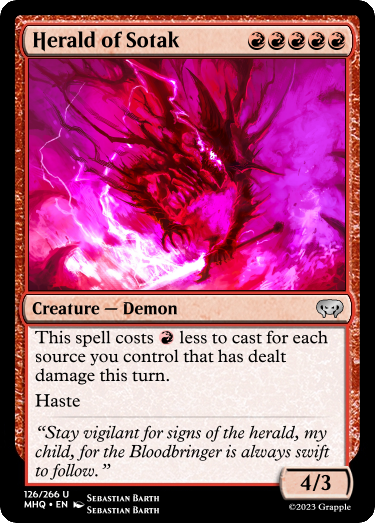 Herald of Sotak
Creature — Demon
This spell costs less to cast for each
source you control that has dealt
damage this turn.
Haste
“Stay vigilant for signs of the herald, my
child, for the Bloodbringer is always swift
to follow.”
4/3
126/266 U
MHQ • EN Sebastian Barth
Sebastian Barth
©2023 Grapple